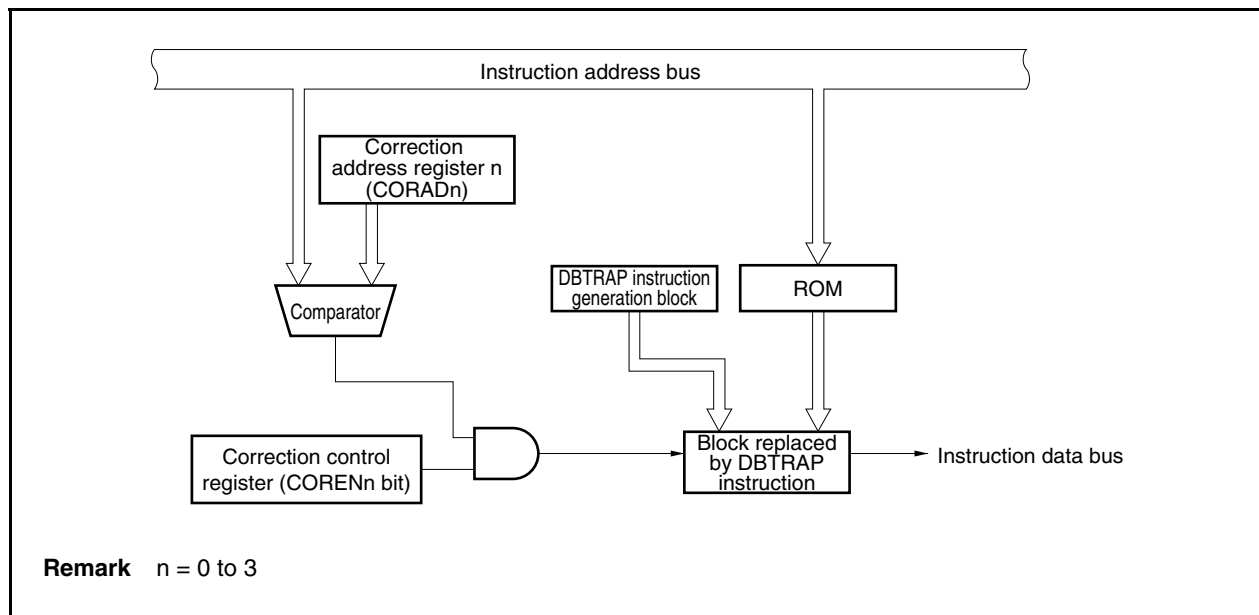 Instruction address bus
Correction
address register n
(CORADn)
Comparator
DBTRAP instruction
generation block
ROM
Correction control
register (CORENn bit)
Block replaced
by DBTRAP
instruction
Instruction data bus
Remark n = 0 to 3